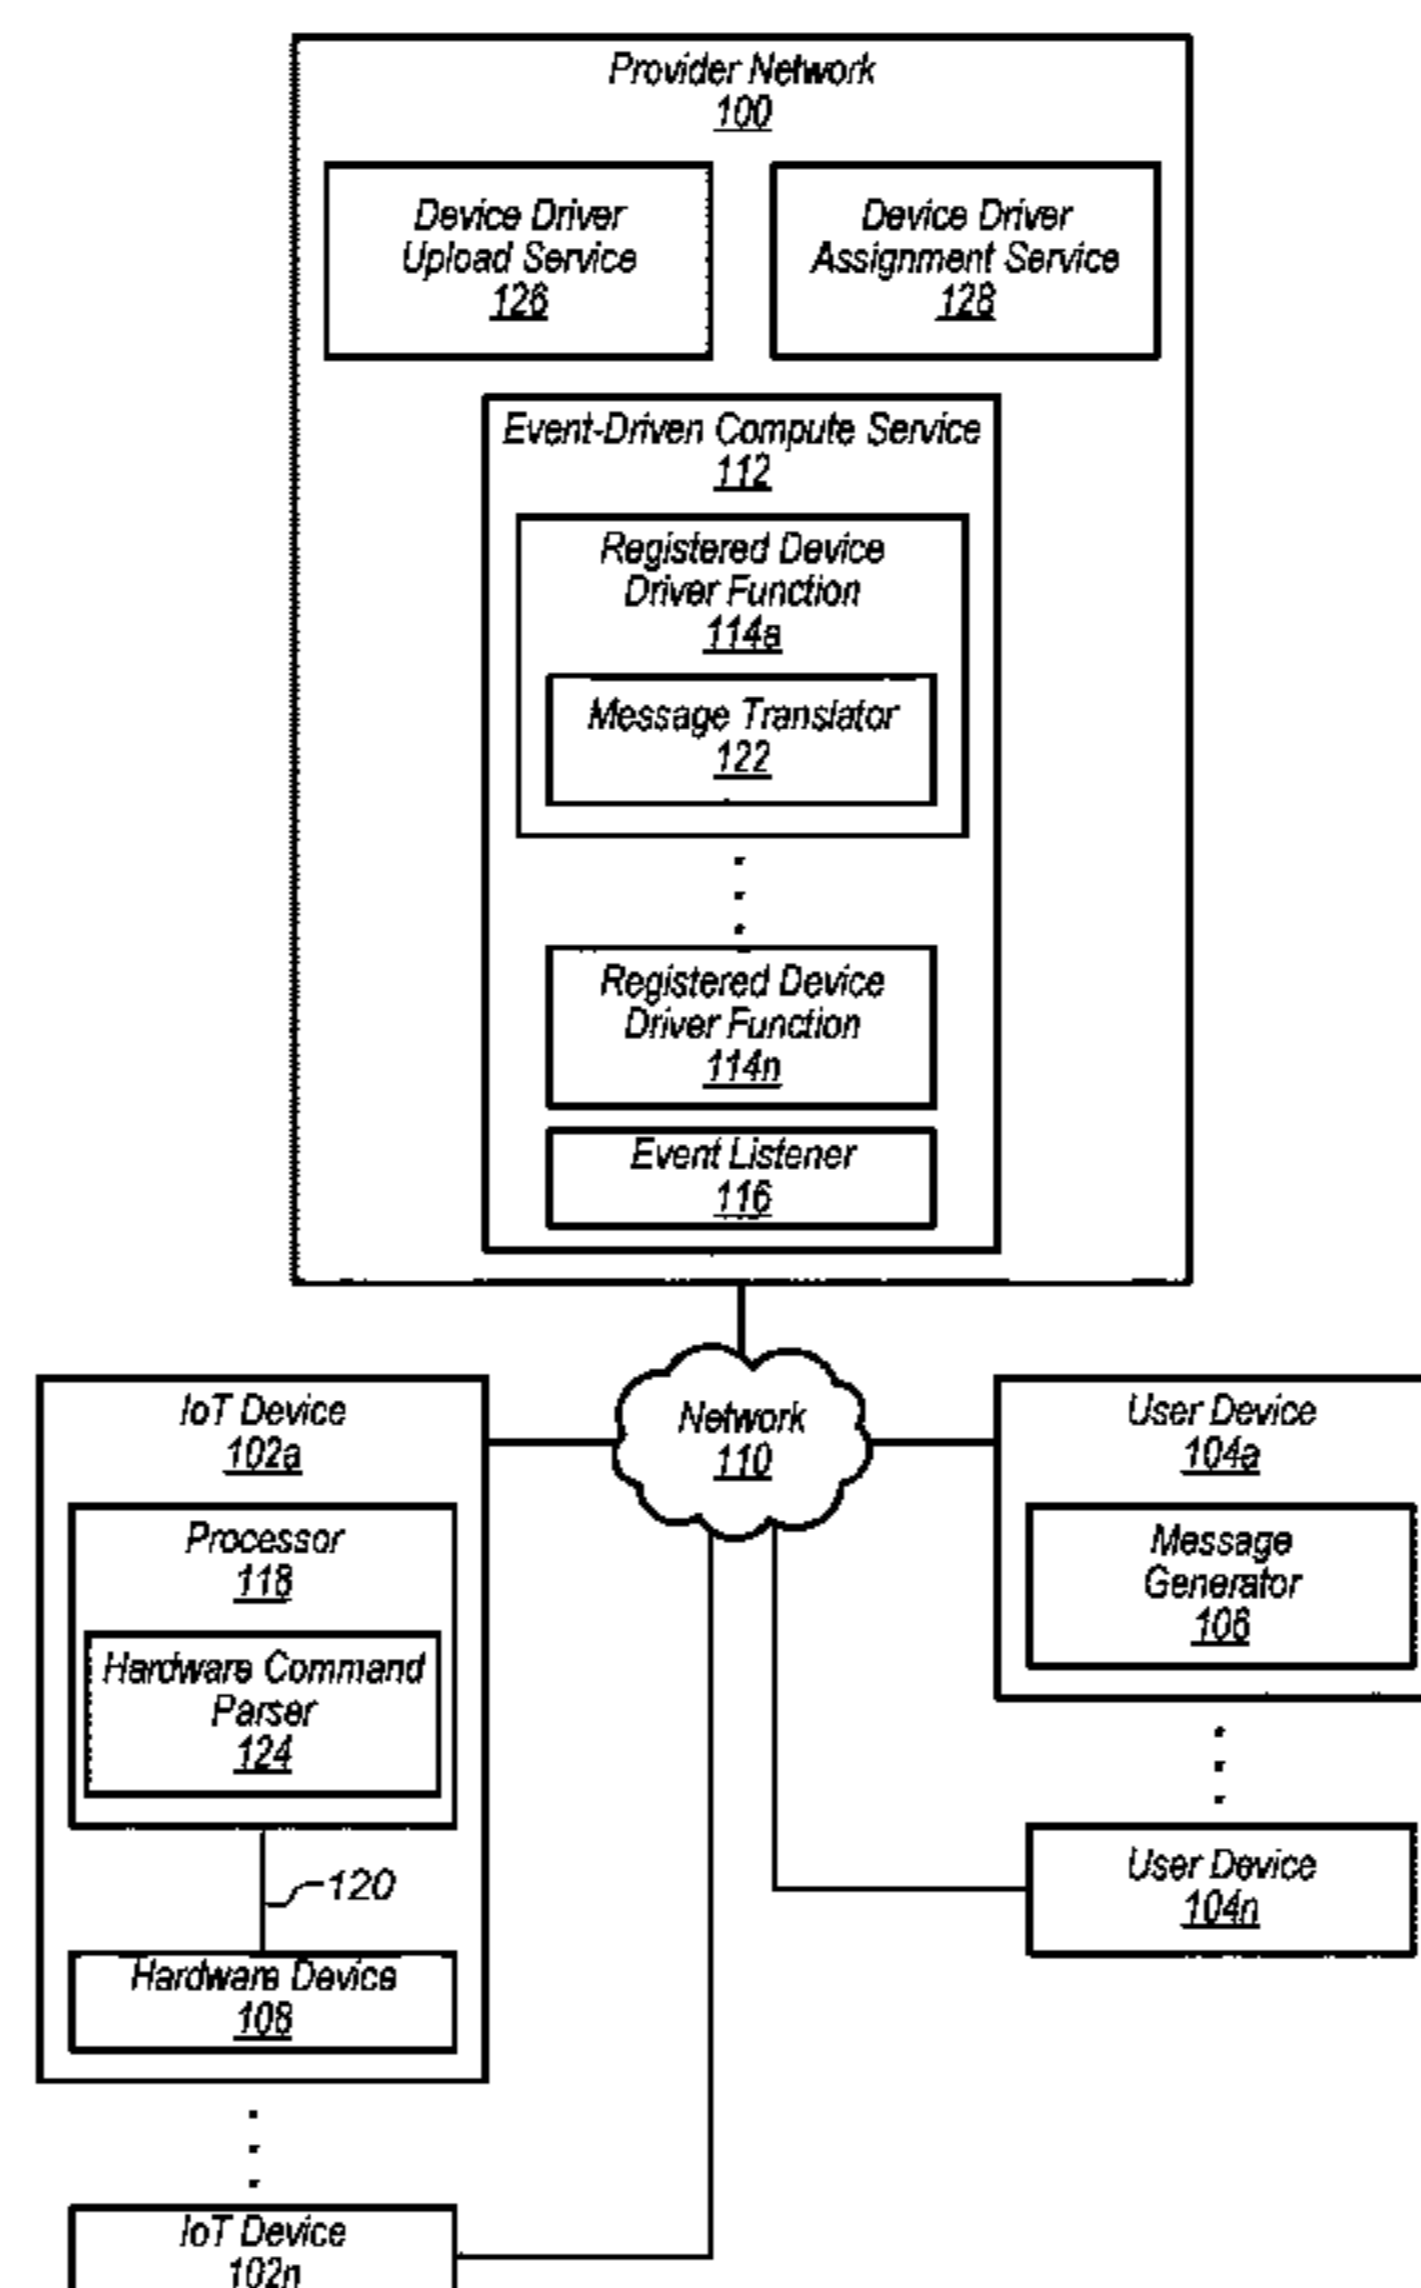 Provider Network
100
Device Driver
Upload Service
126
Device Driver
Assignment Service
128
Event-Driven Compute Service
112
Registered Device
Driver Function
114a
Message Translator
122
Registered Device
Driver Function
114n
Event Listener
116
Network
110
IoT Device
102a
Processor
118
Hardware Command
Parser
124
120
Hardware Device
108
IoT Device
102n
User Device
104a
Message
Generator
106
User Device
104n